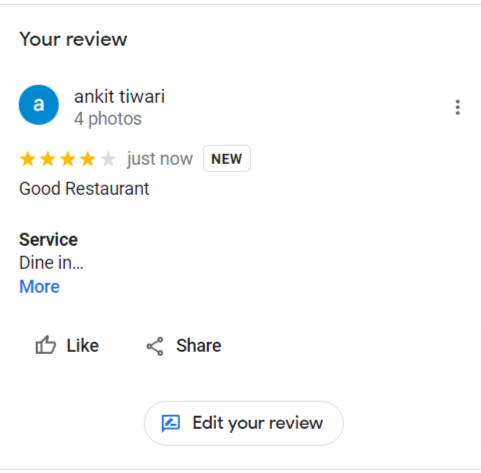 Your review
a
ankit tiwari
4 photos
just now NEW
Good Restaurant
Service
Dine in...
More
Like Share
Edit your review